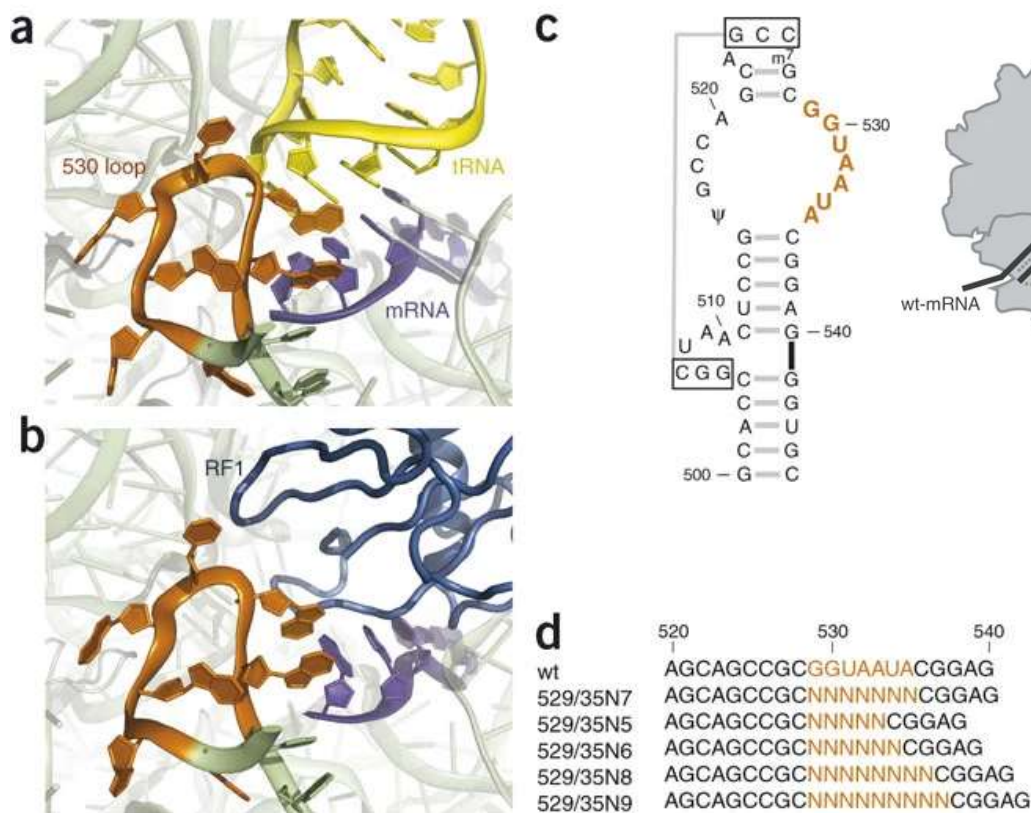 a
530 loop
tRNA
mRNA
b
RF1
c
G C C
m7
A C G
520 G C
A G G 530
C U
C A
C A
G U
ψ A
G C
C G
C G
510 U A
U A A C G 540
C G G C G
C G
A U
C G
500 G C
wt-mRNA
d
520 530 540
wt AGCAGCCGCGGUAAUACGGAG
529/35N7 AGCAGCCGCNNNNNNNCGGAG
529/35N5 AGCAGCCGCNNNNNCGGAG
529/35N6 AGCAGCCGCNNNNNNCGGAG
529/35N8 AGCAGCCGCNNNNNNNNCGGAG
529/35N9 AGCAGCCGCNNNNNNNNNCGGAG